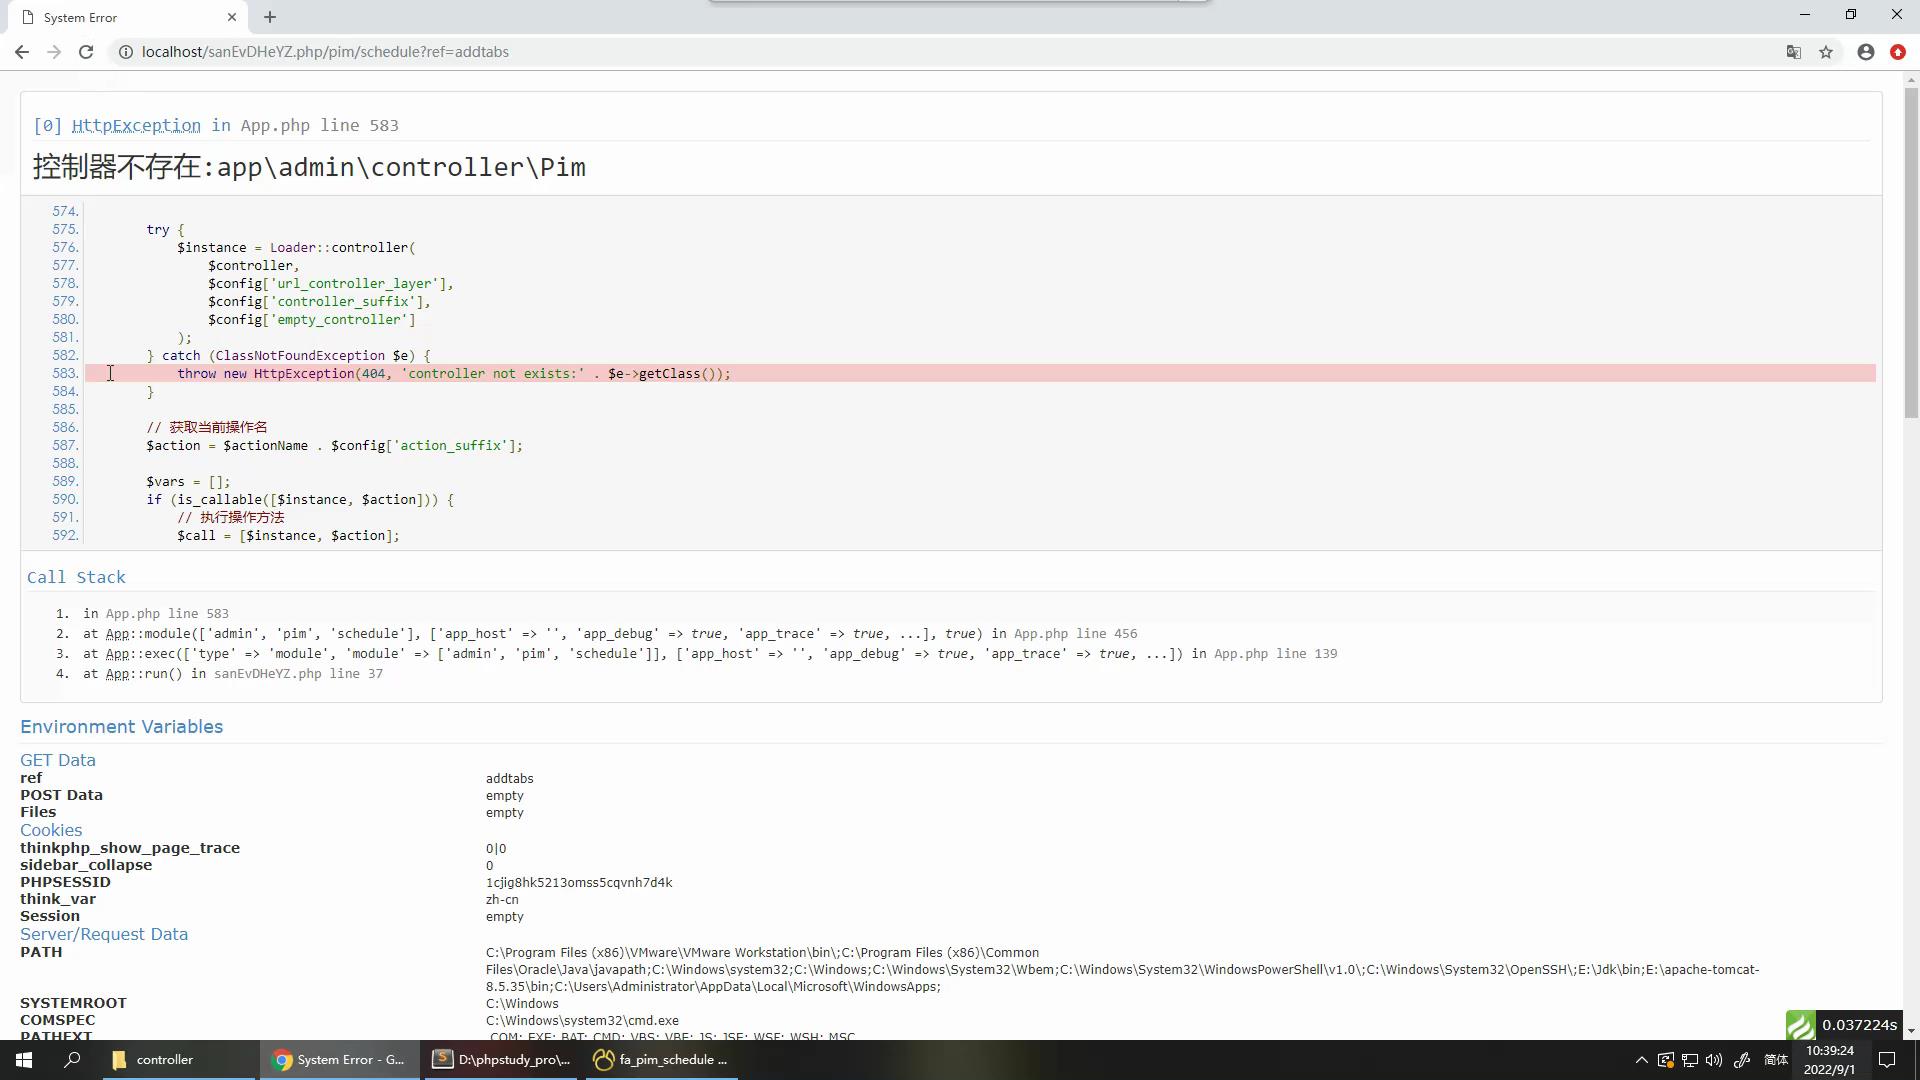 System Error
localhost/sanEvDHeYZ.php/pim/schedule?ref=addtabs
[0] HttpException in App.php line 583
控制器不存在:app\admin\controller\Pim
574.
575. try {
576. $instance = Loader::controller(
577. $controller,
578. $config['url_controller_layer'],
579. $config['controller_suffix'],
580. $config['empty_controller']
581. );
582. } catch (ClassNotFoundException $e) {
583. throw new HttpException(404, 'controller not exists:' . $e->getClass());
584. }
585.
586. // 获取当前操作名
587. $action = $actionName . $config['action_suffix'];
588.
589. $vars = [];
590. if (is_callable([$instance, $action])) {
591. // 执行操作方法
592. $call = [$instance, $action];
Call Stack
1. in App.php line 583
2. at App::module(['admin', 'pim', 'schedule'], ['app_host' => '', 'app_debug' => true, 'app_trace' => true, ...], true) in App.php line 456
3. at App::exec(['type' => 'module', 'module' => ['admin', 'pim', 'schedule']], ['app_host' => '', 'app_debug' => true, 'app_trace' => true, ...]) in App.php line 139
4. at App::run() in sanEvDHeYZ.php line 37
Environment Variables
GET Data
ref addtabs
POST Data empty
Files empty
Cookies
thinkphp_show_page_trace 0|0
sidebar_collapse 0
PHPSESSID 1cjig8hk5213omss5cqvnh7d4k
think_var zh-cn
Session empty
Server/Request Data
PATH C:\Program Files (x86)\VMware\VMware Workstation\bin\;C:\Program Files (x86)\Common
Files\Oracle\Java\javapath;C:\Windows\system32;C:\Windows;C:\Windows\System32\Wbem;C:\Windows\System32\WindowsPowerShell\v1.0\;C:\Windows\System32\OpenSSH\;E:\Jdk\bin;E:\apache-tomcat-
8.5.35\bin;C:\Users\Administrator\AppData\Local\Microsoft\WindowsApps;
SYSTEMROOT C:\Windows
COMSPEC C:\Windows\system32\cmd.exe
PATHEXT .COM;.EXE;.BAT;.CMD;.VBS;.VBE;.JS;.JSE;.WSF;.WSH;.MSC
0.037224s
controller
System Error - G...
D:\phpstudy_pro\...
fa_pim_schedule ...
简体
10:39:24
2022/9/1